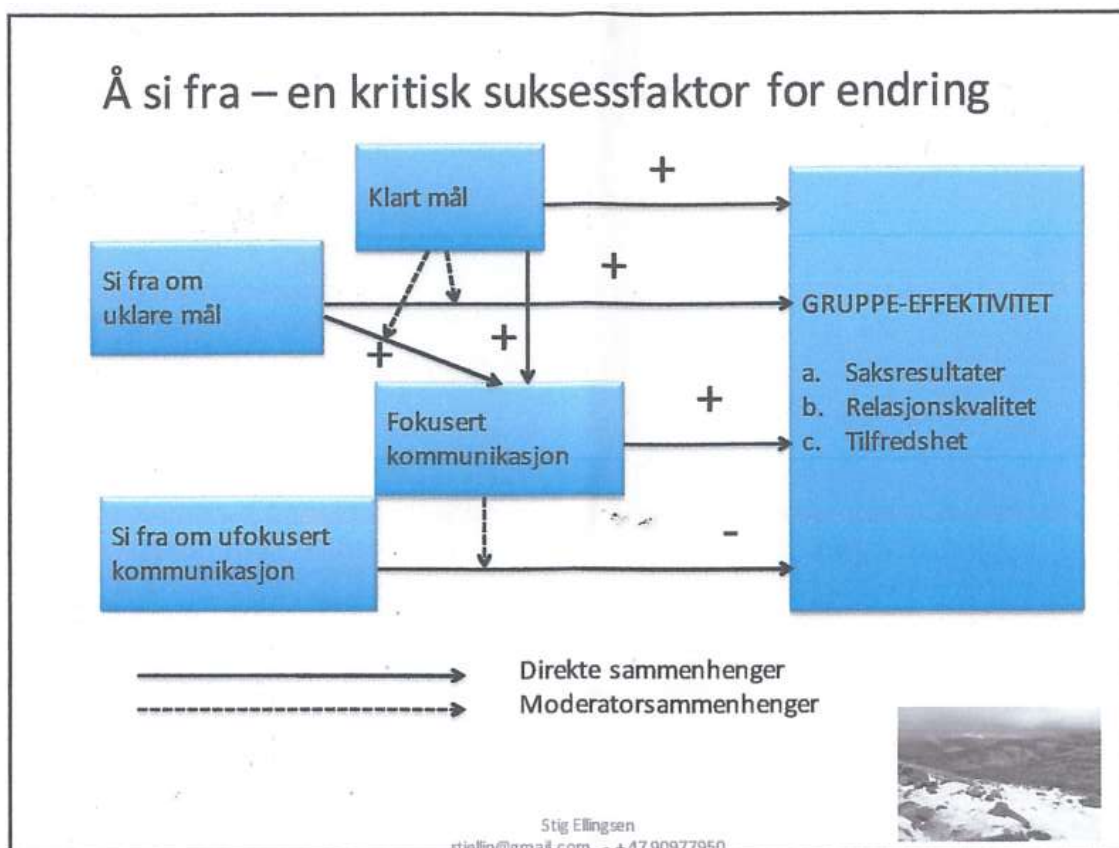 Å si fra – en kritisk suksessfaktor for endring
Klart mål
+
Si fra om
uklare mål
+
+
+
Fokusert
kommunikasjon
+
Si fra om ufokusert
kommunikasjon
-
GRUPPE-EFFEKTIVITET
a. Saksresultater
b. Relasjonskvalitet
c. Tilfredshet
Direkte sammenhenger
Moderatorsammenhenger
Stig Ellingsen